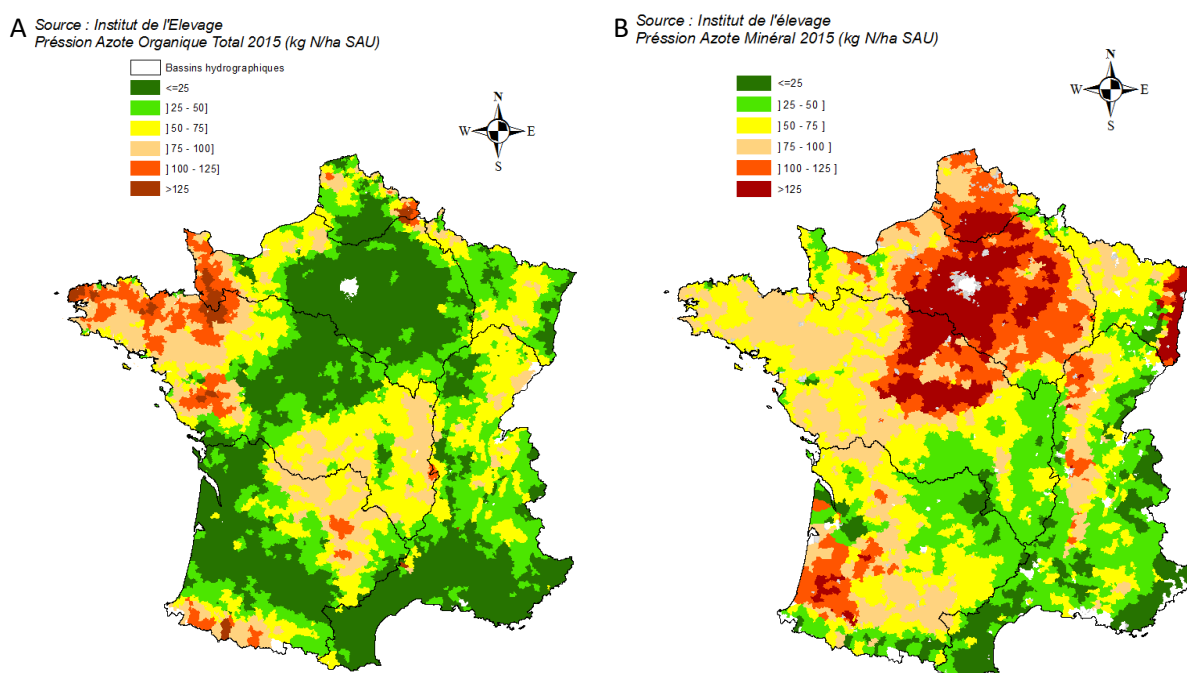 A Source : Institut de l'Elevage
Préssion Azote Organique Total 2015 (kg N/ha SAU)
Bassins hydrographiques
<=25
] 25 - 50]
] 50 - 75]
] 75 - 100]
] 100 - 125]
>125
N
W E
S
B Source : Institut de l'élevage
Préssion Azote Minéral 2015 (kg N/ha SAU)
<=25
] 25 - 50 ]
] 50 - 75 ]
] 75 - 100 ]
] 100 - 125 ]
>125
N
W E
S